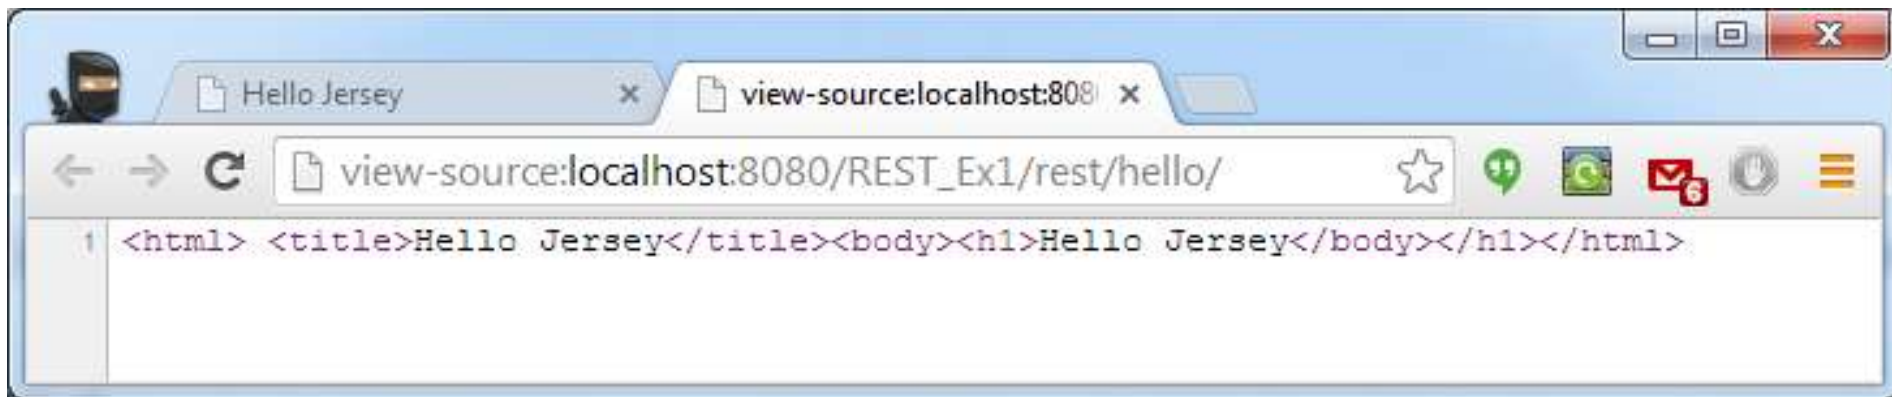 Hello Jersey
view-source:localhost:808
view-source:localhost:8080/REST_Ex1/rest/hello/
6
1 <html> <title>Hello Jersey</title><body><h1>Hello Jersey</body></h1></html>